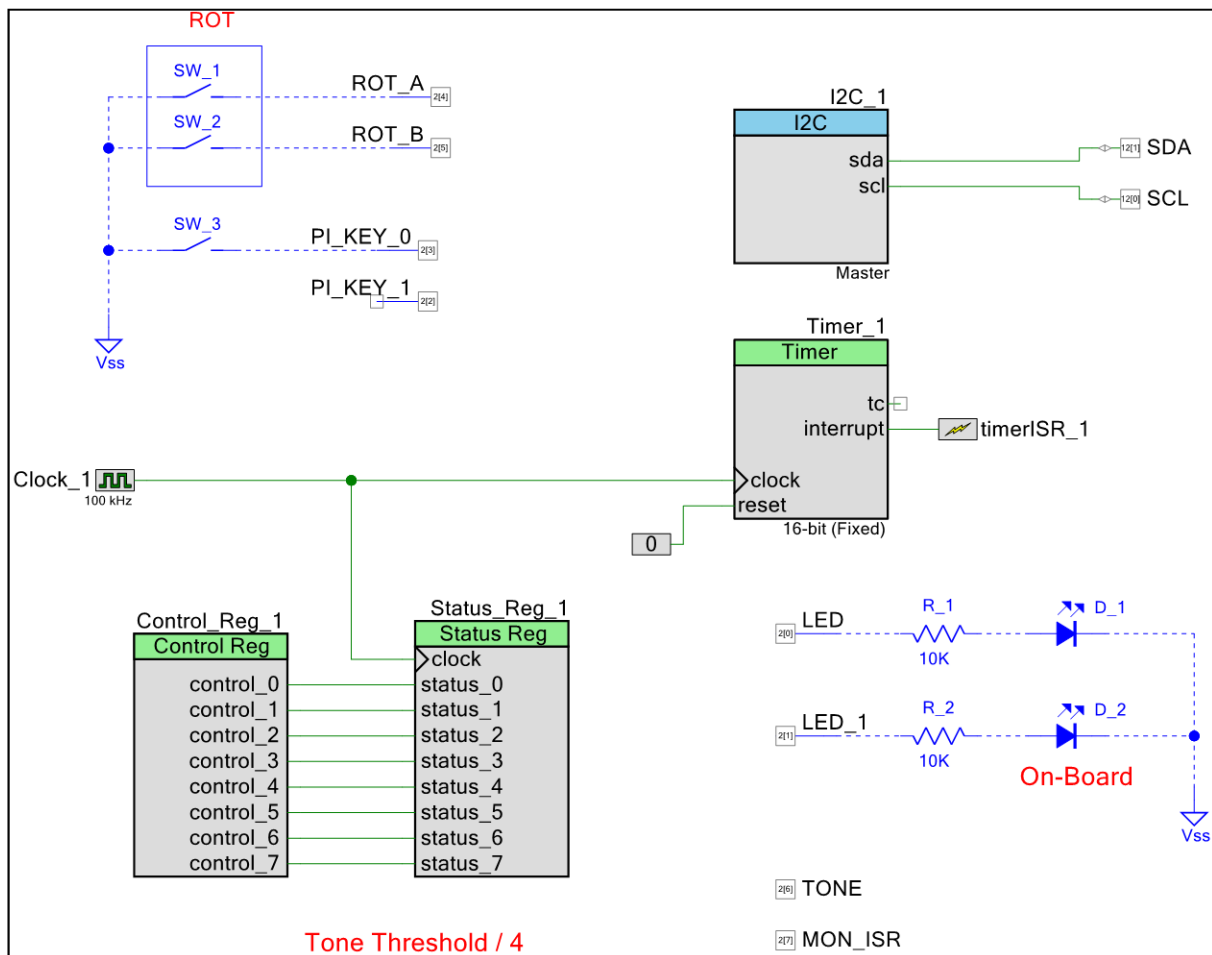 ROT
SW_1
ROT_A
2[4]
SW_2
ROT_B
2[5]
SW_3
PI_KEY_0
2[3]
PI_KEY_1
2[2]
Vss
I2C_1
I2C
sda
scl
Master
12[1]
SDA
12[0]
SCL
Timer_1
Timer
tc
interrupt
timerISR_1
clock
reset
16-bit (Fixed)
0
Clock_1
100 kHz
Control_Reg_1
Control Reg
control_0
control_1
control_2
control_3
control_4
control_5
control_6
control_7
Status_Reg_1
Status Reg
clock
status_0
status_1
status_2
status_3
status_4
status_5
status_6
status_7
Tone Threshold / 4
2[0]
LED
R_1
10K
D_1
2[1]
LED_1
R_2
10K
D_2
On-Board
Vss
2[6]
TONE
2[7]
MON_ISR